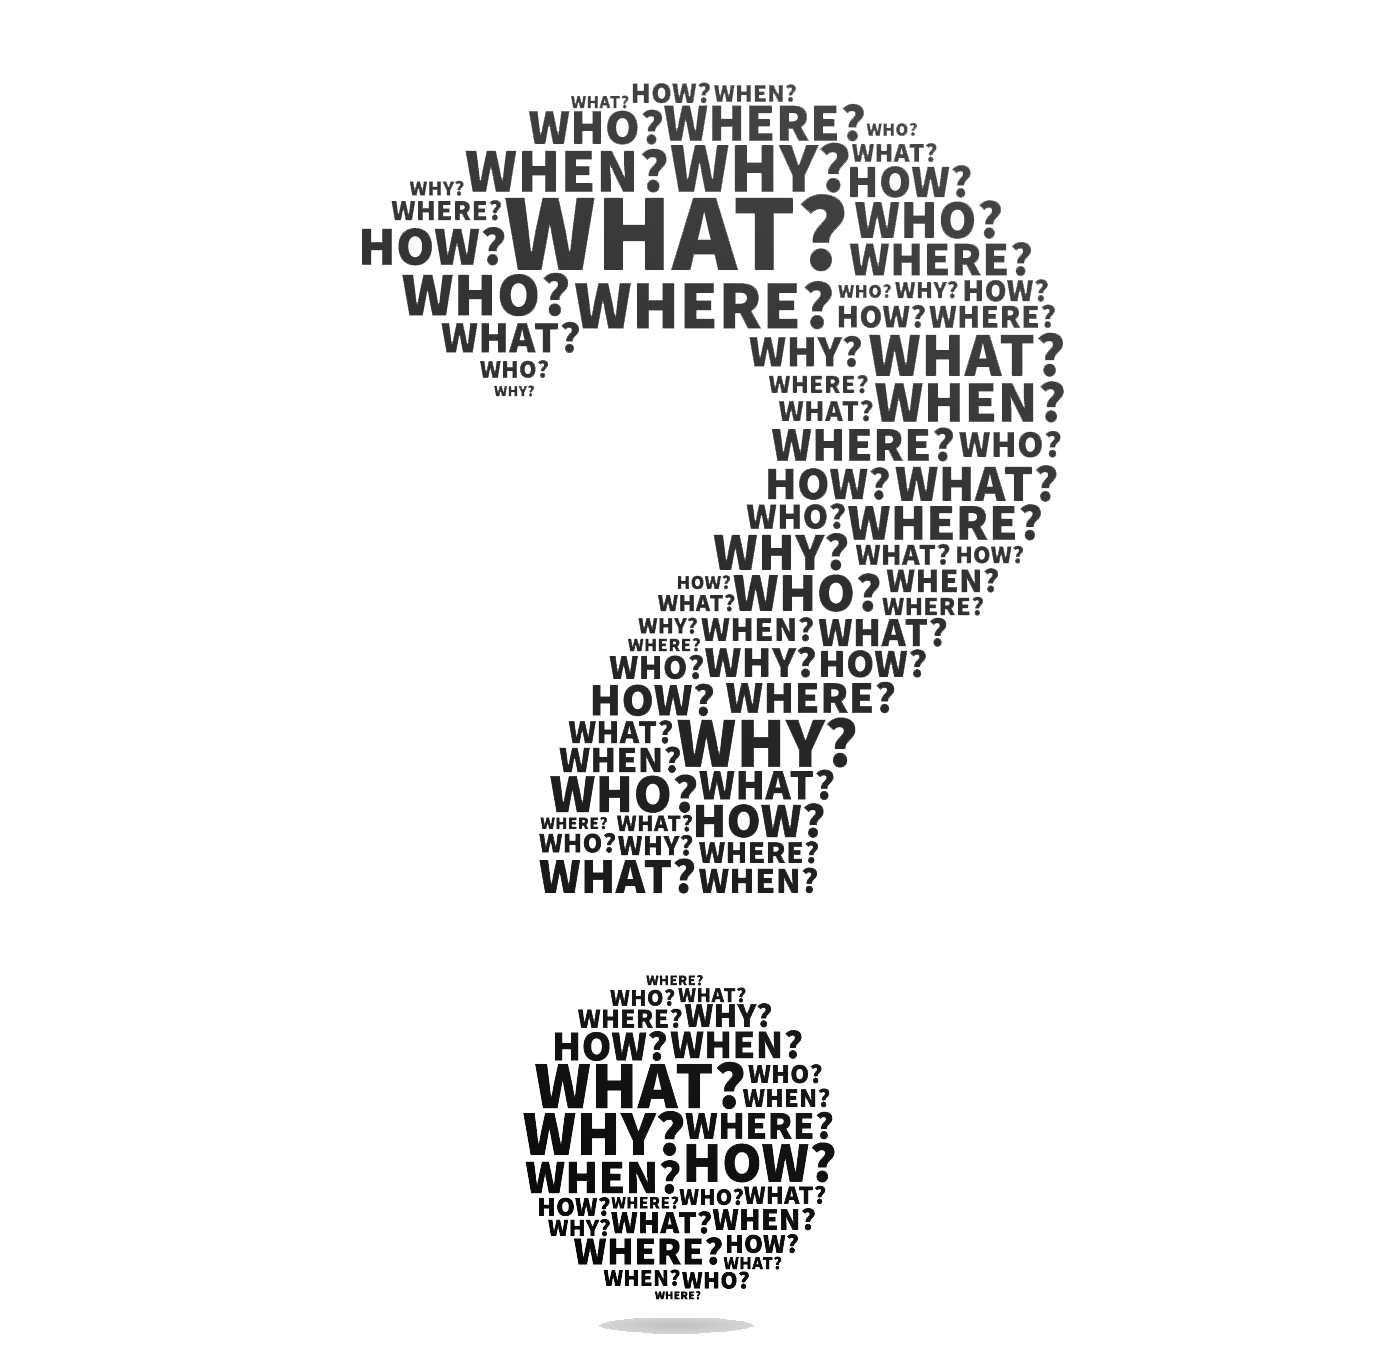 WHAT? HOW? WHEN?
WHO? WHERE? WHO?
WHEN? WHY? WHAT?
WHY? HOW?
WHERE? WHAT? WHO?
HOW? WHERE?
WHO? WHERE? WHO? WHY? HOW?
HOW? WHERE?
WHAT? WHY? WHAT?
WHO? WHERE? WHEN?
WHY? WHAT?
WHERE? WHO?
HOW? WHAT?
WHO? WHERE?
WHY? WHAT? HOW?
HOW? WHO? WHEN?
WHAT? WHERE?
WHY? WHEN? WHAT?
WHERE?
WHO? WHY? HOW?
HOW? WHERE?
WHAT? WHY?
WHEN?
WHO? WHAT?
WHERE? WHAT? HOW?
WHO? WHY? WHERE?
WHAT? WHEN?
WHERE?
WHO? WHAT?
WHERE? WHY?
HOW? WHEN?
WHAT? WHO?
WHEN?
WHY? WHERE?
WHEN? HOW?
HOW? WHERE? WHO? WHAT?
WHY? WHAT? WHEN?
WHERE? HOW?
WHAT?
WHEN? WHO?
WHERE?